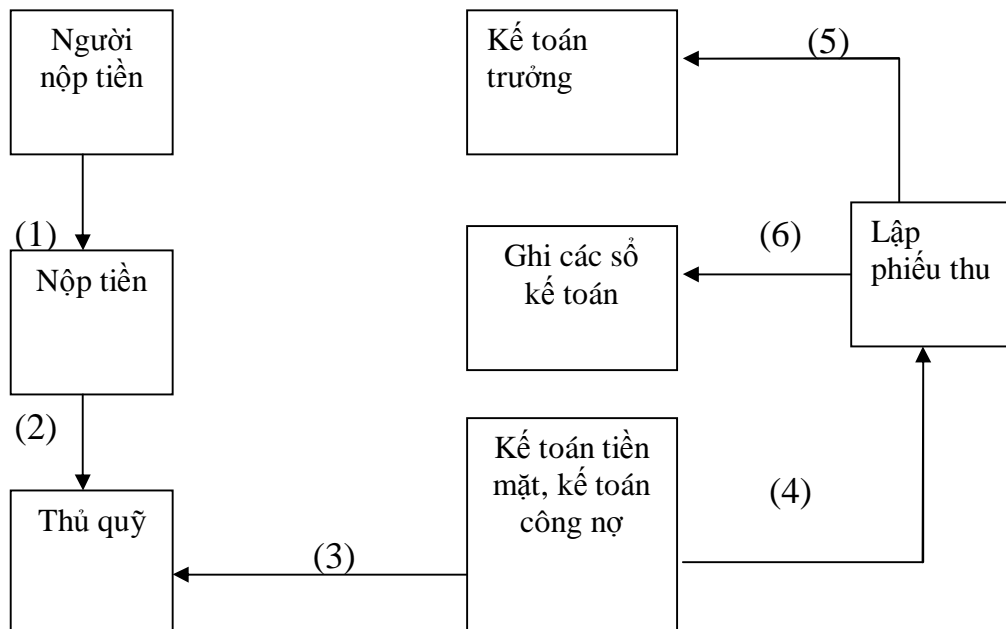 Người
nộp tiền
Kế toán
trưởng
(5)
(1)
Nộp tiền
Ghi các sổ
kế toán
(6)
Lập
phiếu thu
(2)
Thủ quỹ
(3)
Kế toán tiền
mặt, kế toán
công nợ
(4)